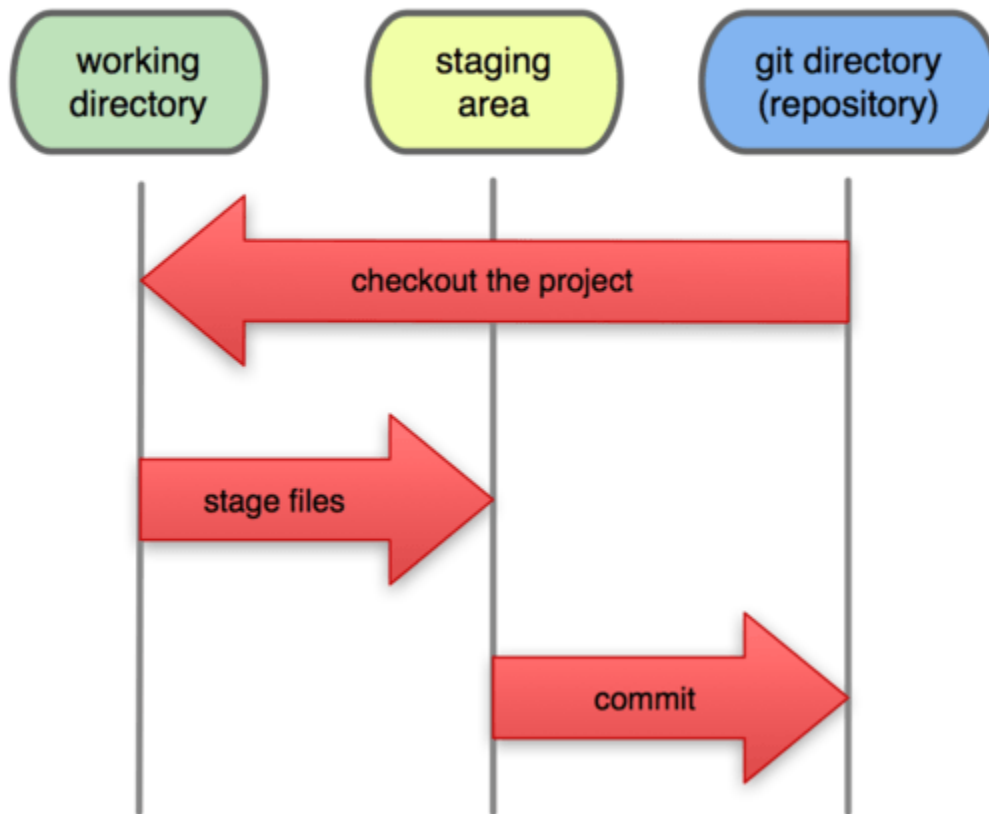 working
directory
staging
area
git directory
(repository)
checkout the project
stage files
commit